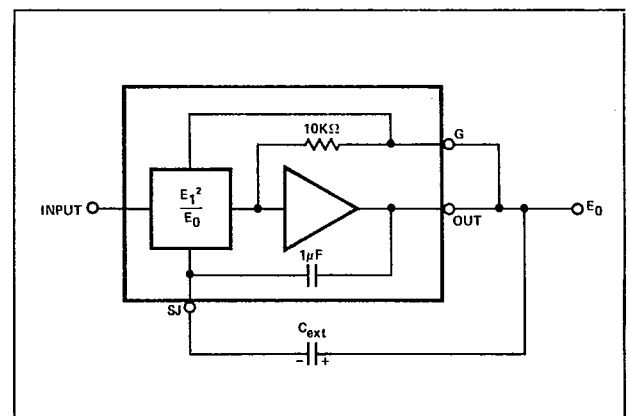 10KΩ
G
INPUT
E₁²
E₀
OUT
E₀
1μF
SJ
Cext
− +